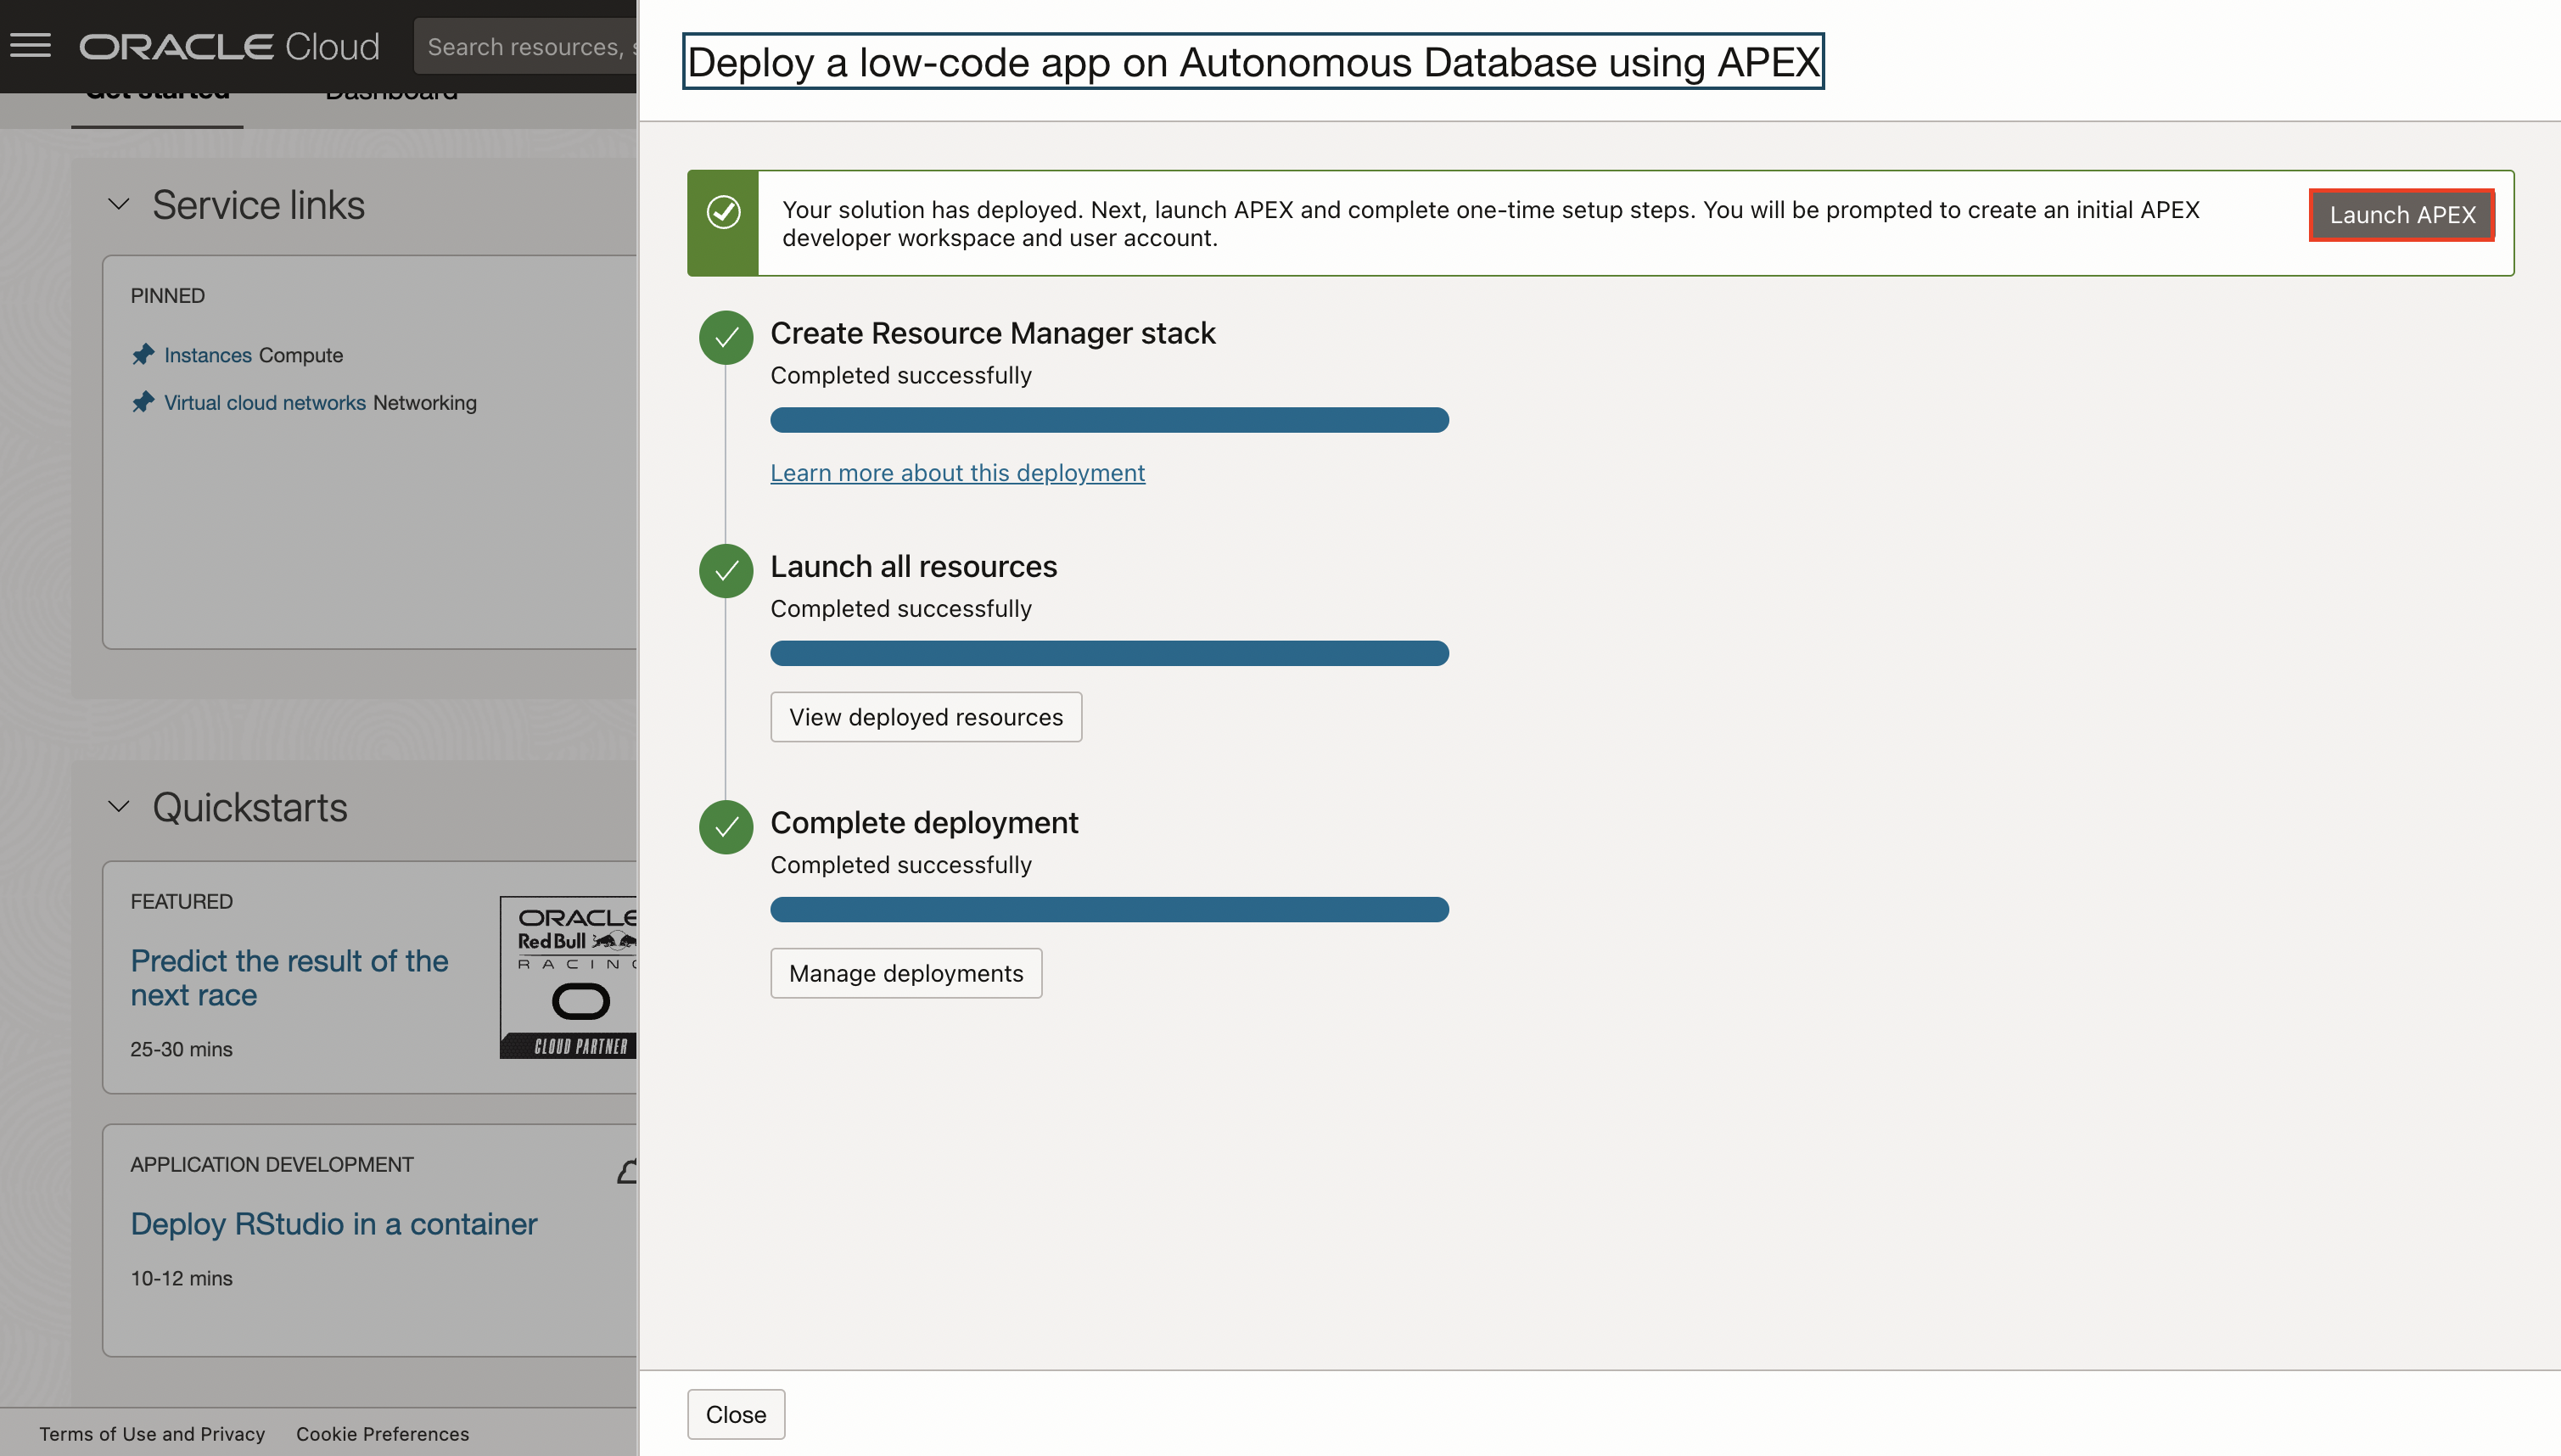 ORACLE Cloud
Search resources,
Get started
Dashboard
Service links
PINNED
Instances Compute
Virtual cloud networks Networking
Quickstarts
FEATURED
Predict the result of the
next race
25-30 mins
ORACLE
Red Bull
RACING
CLOUD PARTNER
APPLICATION DEVELOPMENT
Deploy RStudio in a container
10-12 mins
Terms of Use and Privacy
Cookie Preferences
Deploy a low-code app on Autonomous Database using APEX
Your solution has deployed. Next, launch APEX and complete one-time setup steps. You will be prompted to create an initial APEX
developer workspace and user account.
Launch APEX
Create Resource Manager stack
Completed successfully
Learn more about this deployment
Launch all resources
Completed successfully
View deployed resources
Complete deployment
Completed successfully
Manage deployments
Close